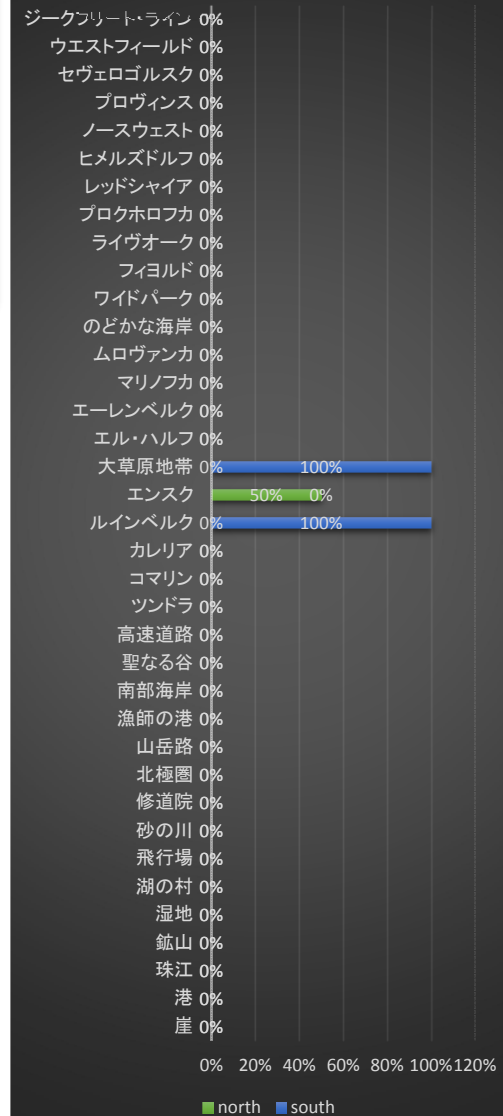 ジークフリート・ライン 0%
ウエストフィールド 0%
セヴェロゴルスク 0%
プロヴィンス 0%
ノースウェスト 0%
ヒメルズドルフ 0%
レッドシャイア 0%
プロクホロフカ 0%
ライヴオーク 0%
フィヨルド 0%
ワイドパーク 0%
のどかな海岸 0%
ムロヴァンカ 0%
マリノフカ 0%
エーレンベルク 0%
エル・ハルフ 0%
大草原地帯 0% 100%
エンスク 50% 0%
ルインベルク 0% 100%
カレリア 0%
コマリン 0%
ツンドラ 0%
高速道路 0%
聖なる谷 0%
南部海岸 0%
漁師の港 0%
山岳路 0%
北極圏 0%
修道院 0%
砂の川 0%
飛行場 0%
湖の村 0%
湿地 0%
鉱山 0%
珠江 0%
港 0%
崖 0%
0% 20% 40% 60% 80% 100% 120%
north south